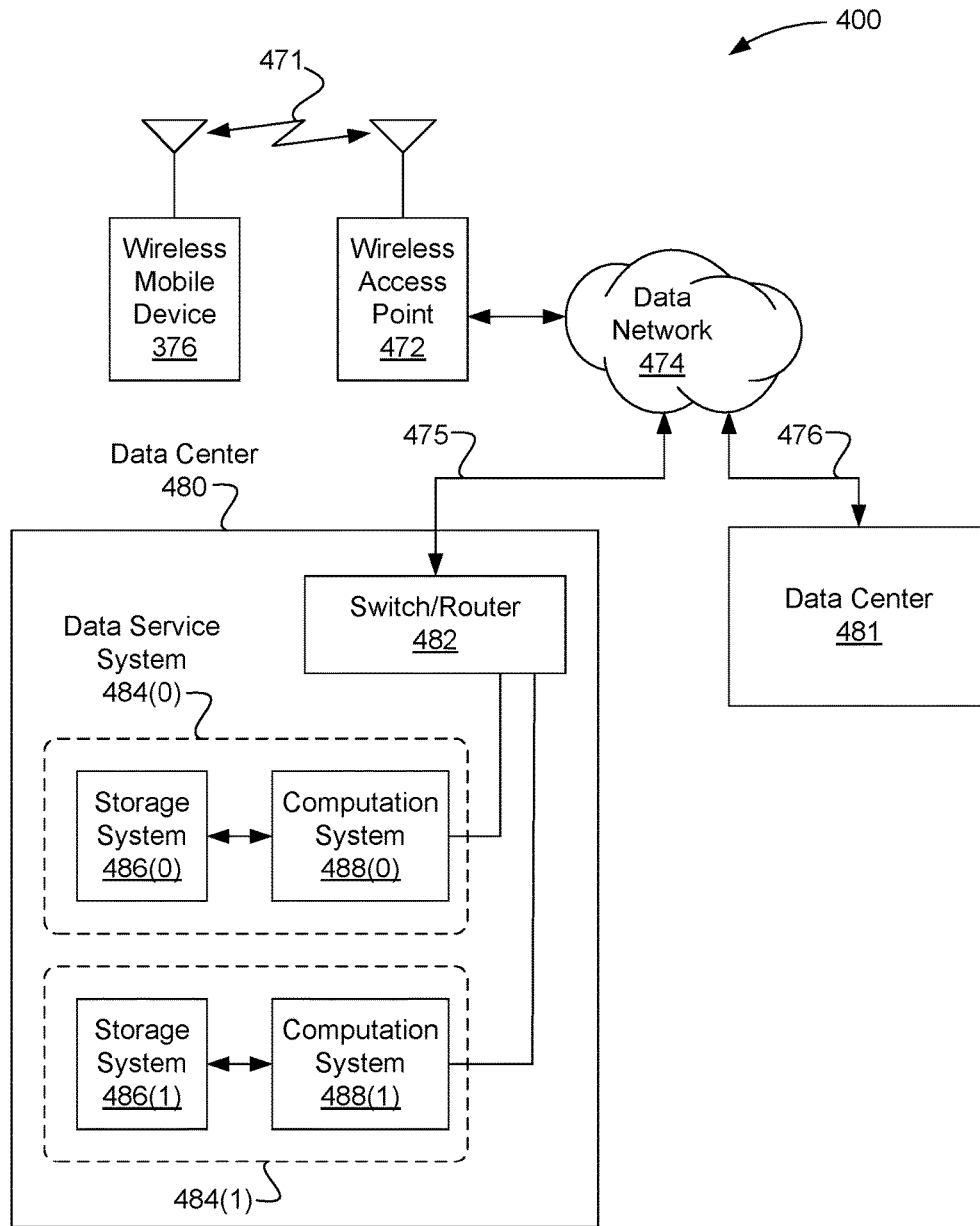 400
471
Wireless
Mobile
Device
376
Wireless
Access
Point
472
Data
Network
474
475
476
Data Center
480
Switch/Router
482
Data Center
481
Data Service
System
484(0)
Storage
System
486(0)
Computation
System
488(0)
Storage
System
486(1)
Computation
System
488(1)
484(1)